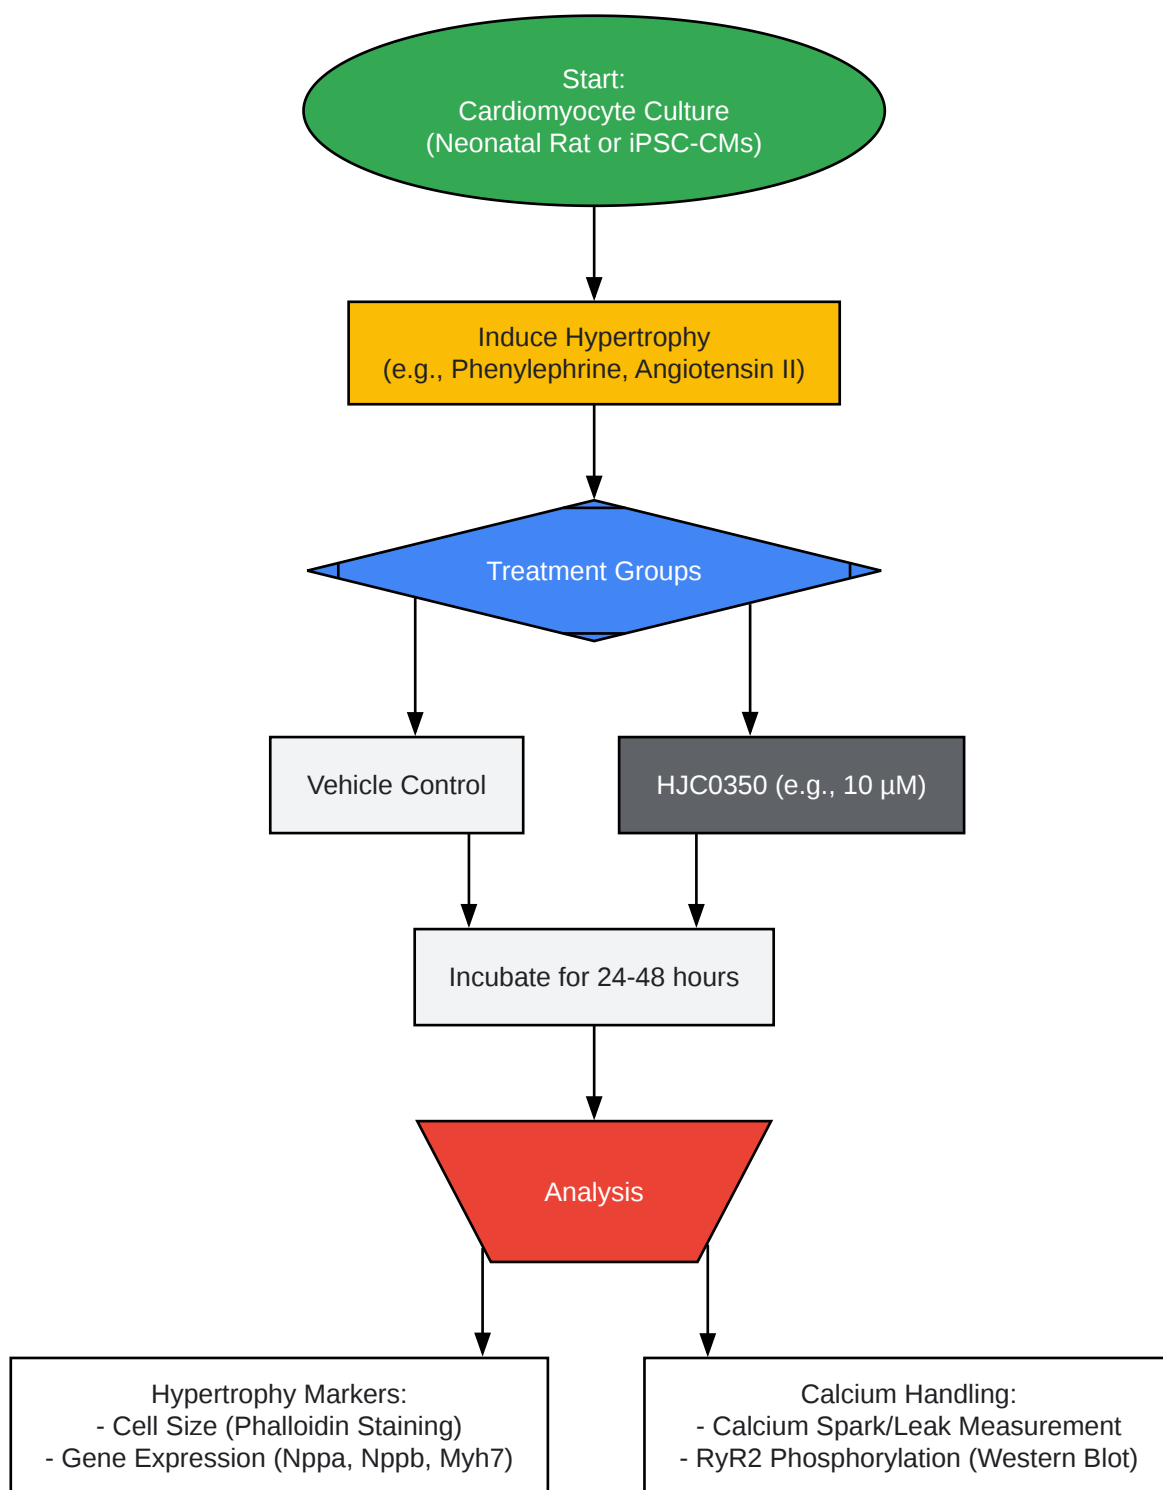 Start:
Cardiomyocyte Culture
(Neonatal Rat or iPSC-CMs)
Induce Hypertrophy
(e.g., Phenylephrine, Angiotensin II)
Treatment Groups
Vehicle Control
HJC0350 (e.g., 10 µM)
Incubate for 24-48 hours
Analysis
Hypertrophy Markers:
- Cell Size (Phalloidin Staining)
- Gene Expression (Nppa, Nppb, Myh7)
Calcium Handling:
- Calcium Spark/Leak Measurement
- RyR2 Phosphorylation (Western Blot)